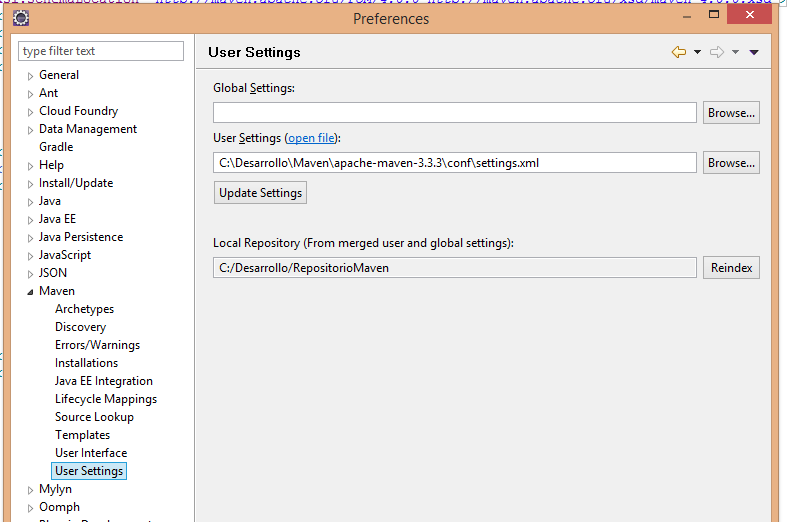 Preferences
type filter text
General
Ant
Cloud Foundry
Data Management
Gradle
Help
Install/Update
Java
Java EE
Java Persistence
JavaScript
JSON
Maven
Archetypes
Discovery
Errors/Warnings
Installations
Java EE Integration
Lifecycle Mappings
Source Lookup
Templates
User Interface
User Settings
Mylyn
Oomph
User Settings
Global Settings:
Browse...
User Settings (open file):
C:\Desarrollo\Maven\apache-maven-3.3.3\conf\settings.xml
Browse...
Update Settings
Local Repository (From merged user and global settings):
C:/Desarrollo/RepositorioMaven
Reindex